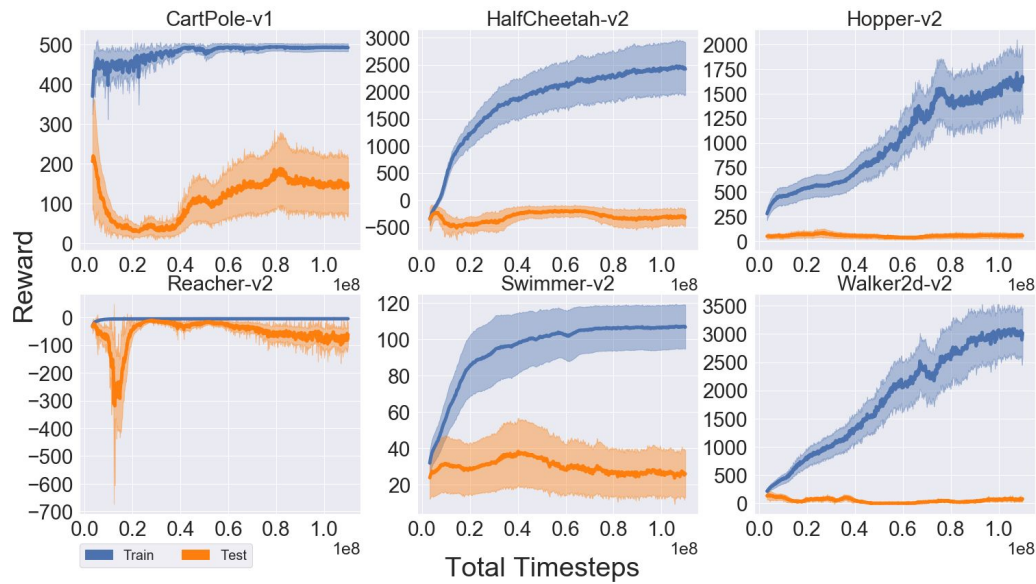 CartPole-v1
HalfCheetah-v2
Hopper-v2
500
400
300
200
100
0
0.0 0.2 0.4 0.6 0.8 1.0
1e8
3000
2500
2000
1500
1000
500
0
−500
0.0 0.2 0.4 0.6 0.8 1.0
1e8
2000
1750
1500
1250
1000
750
500
250
0
0.0 0.2 0.4 0.6 0.8 1.0
1e8
Reward
Reacher-v2
Swimmer-v2
Walker2d-v2
0
−100
−200
−300
−400
−500
−600
−700
0.0 0.2 0.4 0.6 0.8 1.0
1e8
120
100
80
60
40
20
0.0 0.2 0.4 0.6 0.8 1.0
1e8
3500
3000
2500
2000
1500
1000
500
0
0.0 0.2 0.4 0.6 0.8 1.0
1e8
Train Test
Total Timesteps